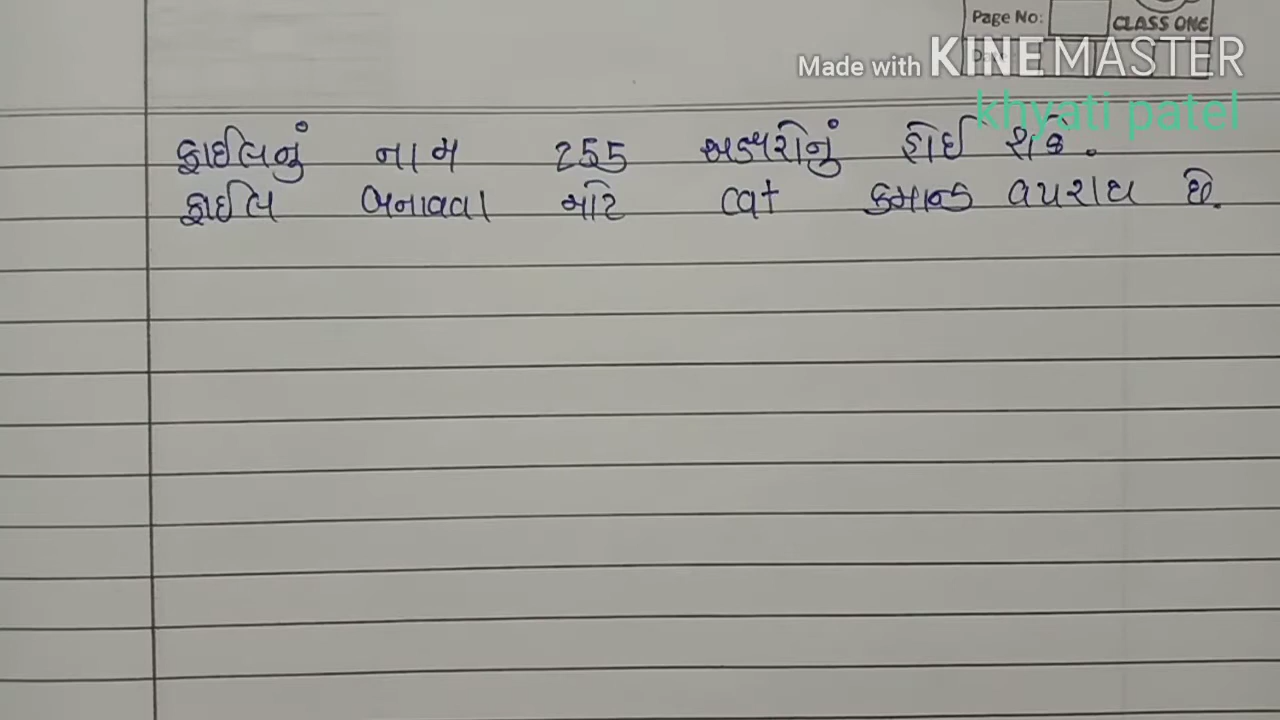 Page No:
CLASS ONE
Made with KINEMASTER
khyati patel
ફાઈલનું નામ 255 અક્ષરોનું હોઈ શકે.
ફાઈલ બનાવવા માટે cat કમાન્ડ વપરાય છે.